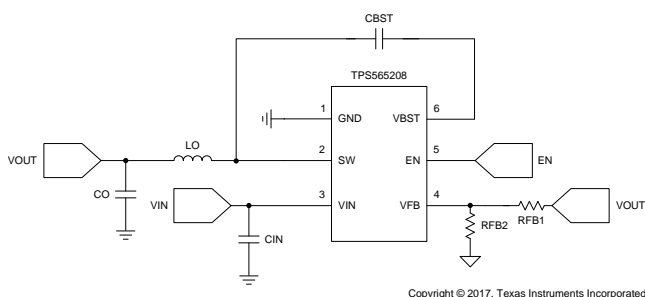 CBST
TPS565208
1 GND VBST 6
LO
VOUT
2 SW EN 5 EN
CO
VIN
3 VIN VFB 4
VOUT
RFB1
RFB2
CIN
Copyright © 2017, Texas Instruments Incorporated